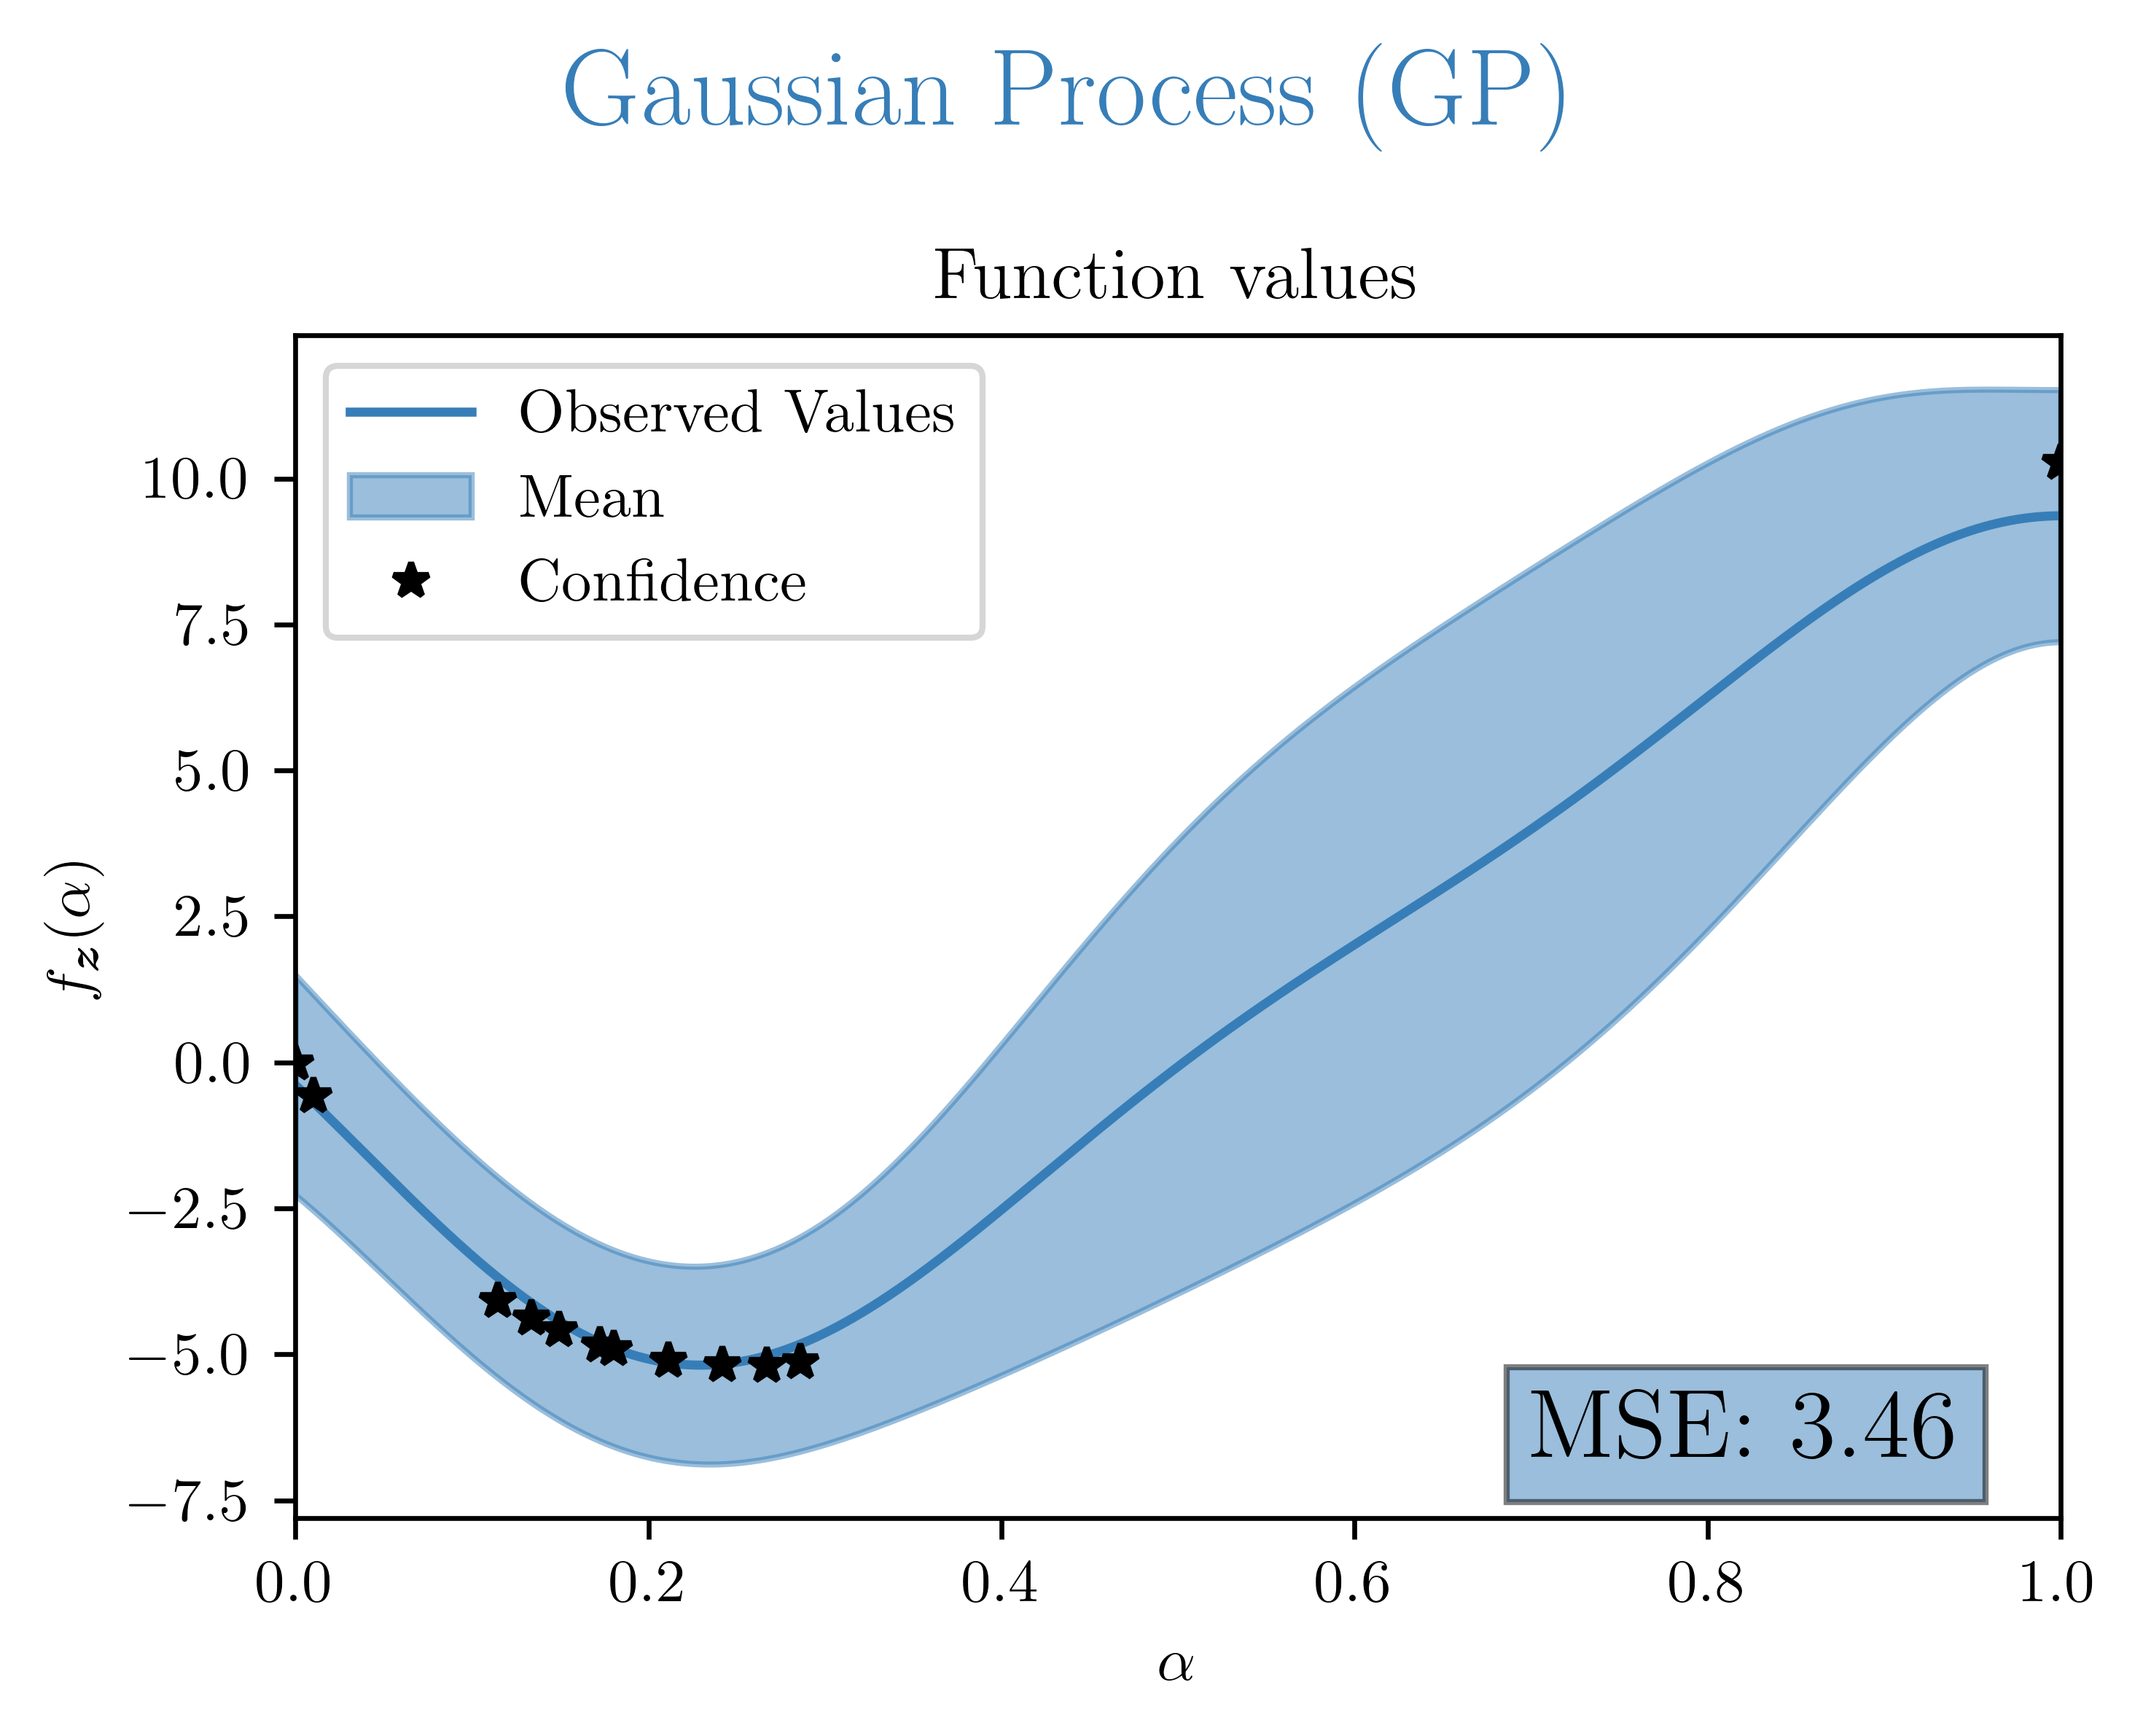 Gaussian Process (GP)
Function values
Observed Values
Mean
Confidence
10.0
7.5
5.0
2.5
0.0
−2.5
−5.0
−7.5
f_z(α)
MSE: 3.46
0.0 0.2 0.4 0.6 0.8 1.0
α